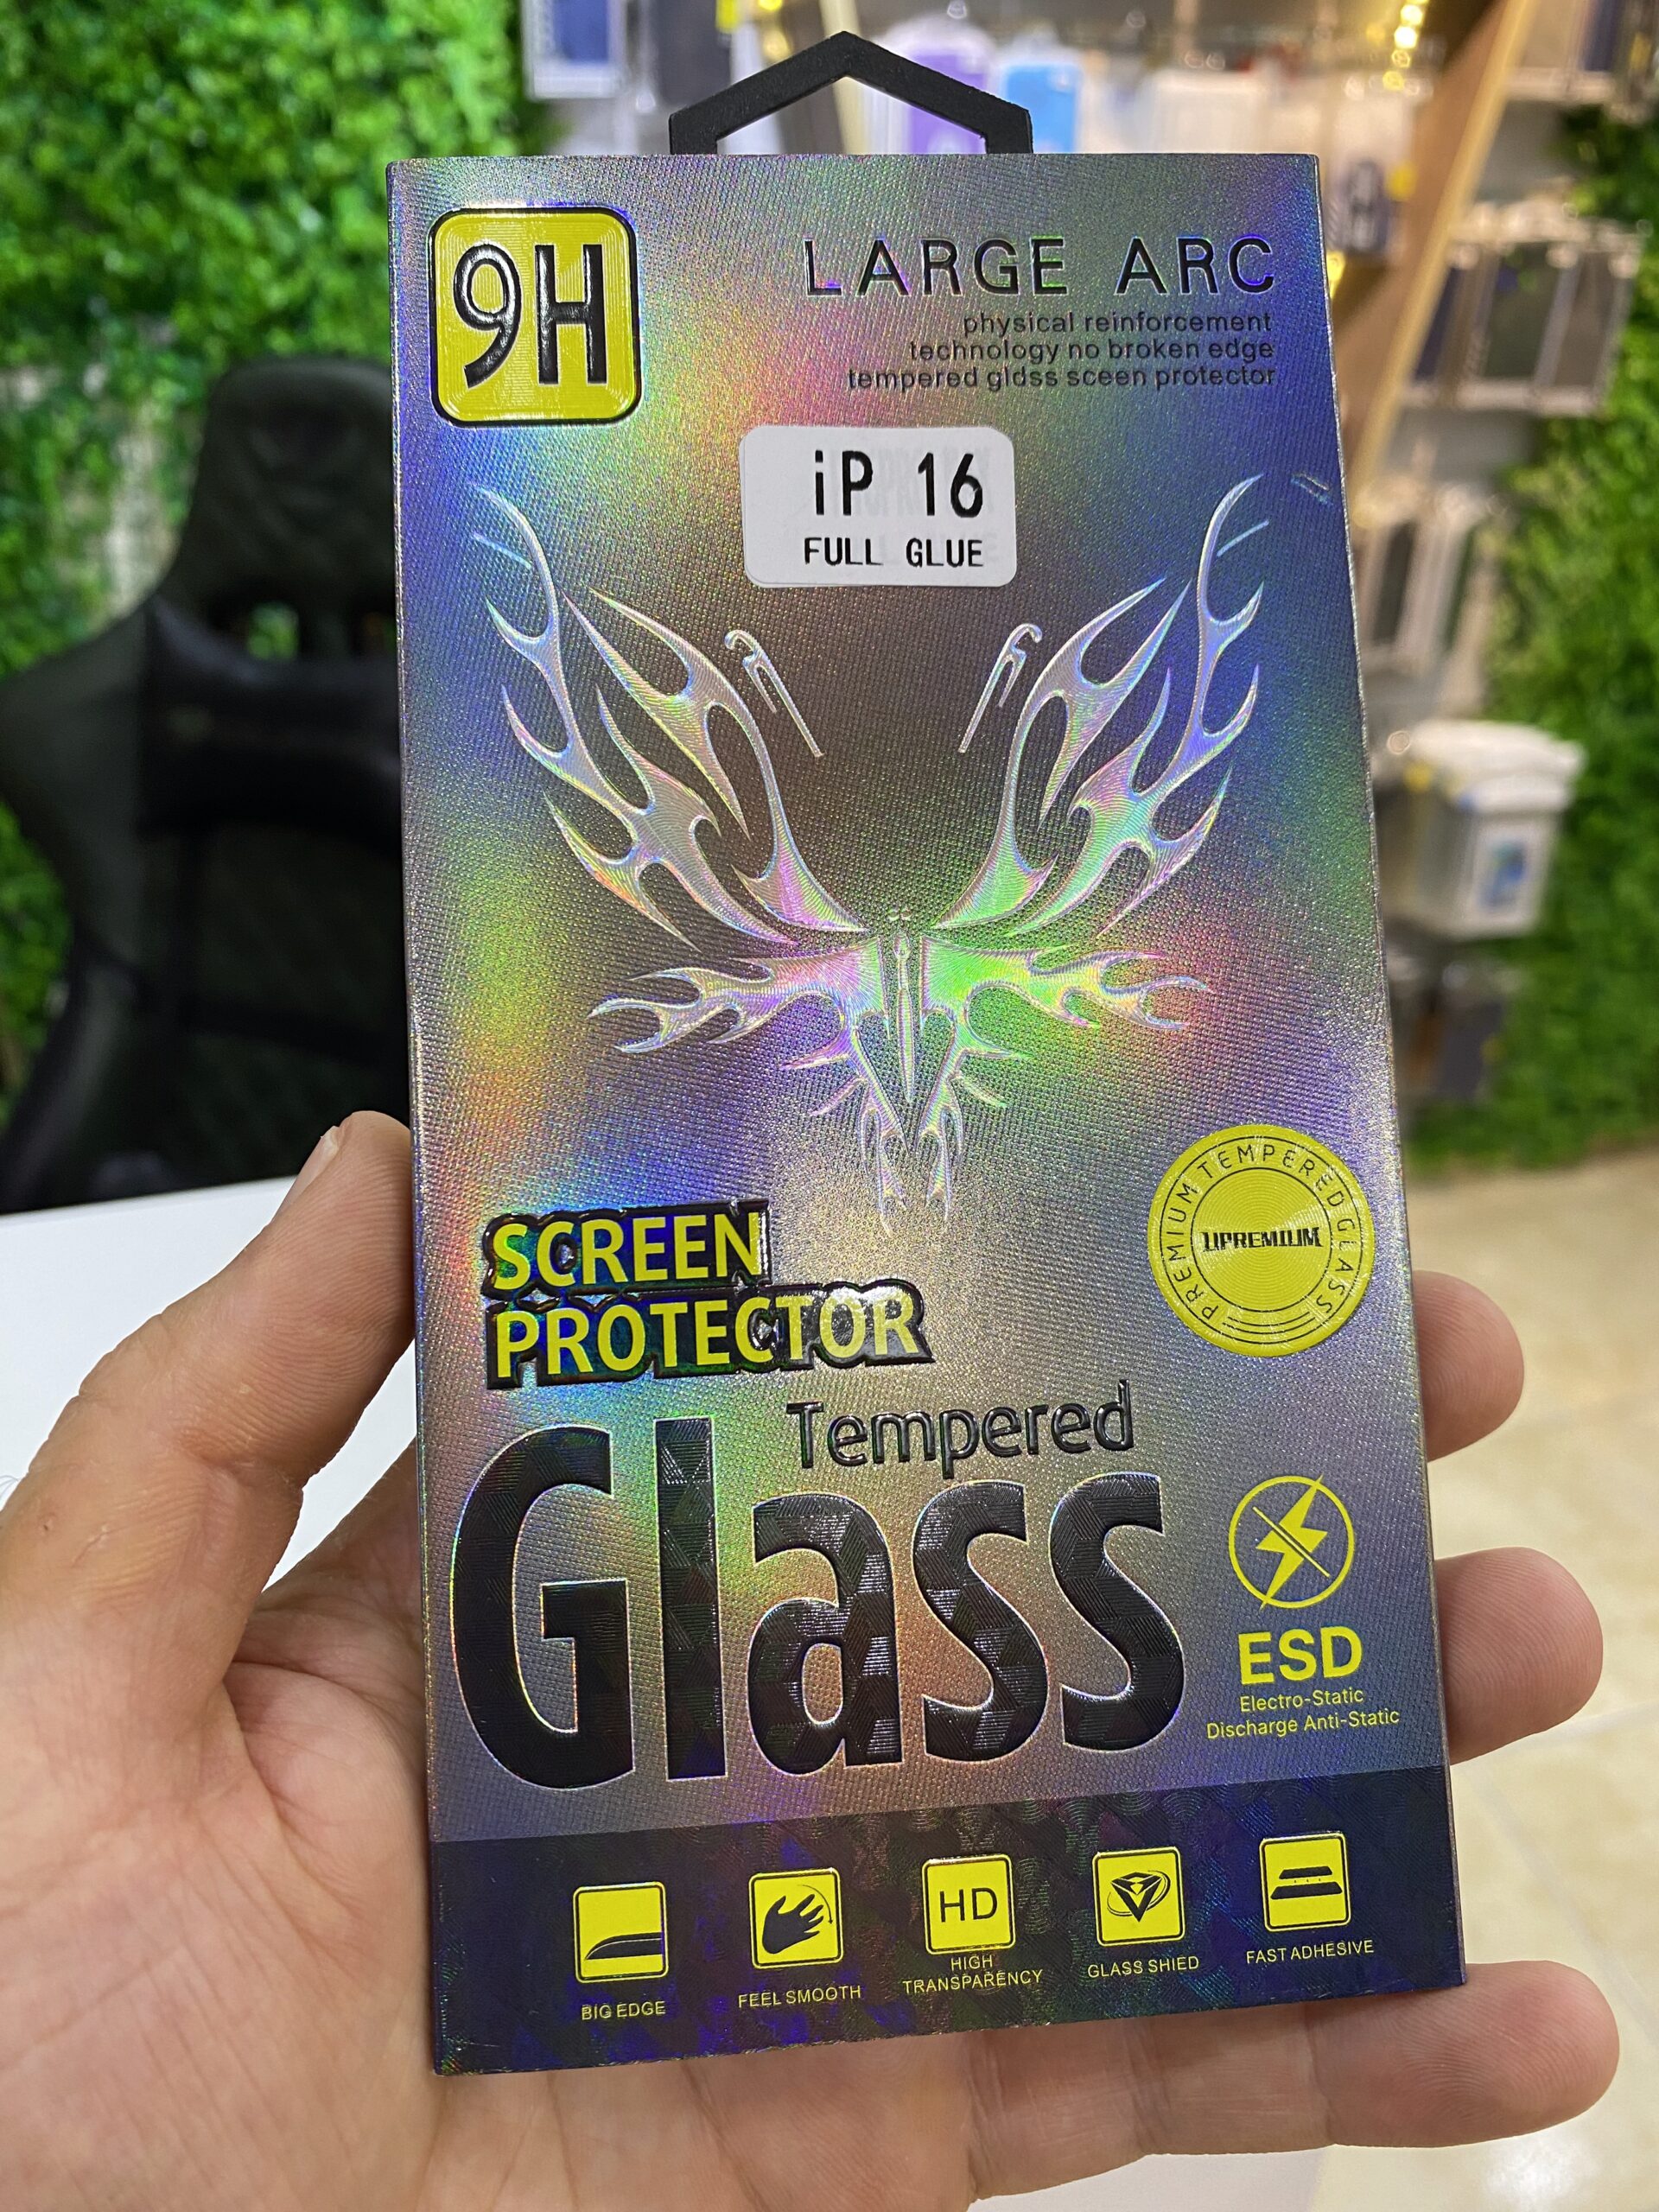 9H
LARGE ARC
physical reinforcement
technology no broken edge
tempered gldss sceen protector
iP 16
FULL GLUE
PREMIUM TEMPERED GLASS
UPREMIUM
SCREEN
PROTECTOR
Tempered
Glass
ESD
Electro-Static
Discharge Anti-Static
HD
BIG EDGE
FEEL SMOOTH
HIGH
TRANSPARENCY
GLASS SHIED
FAST ADHESIVE